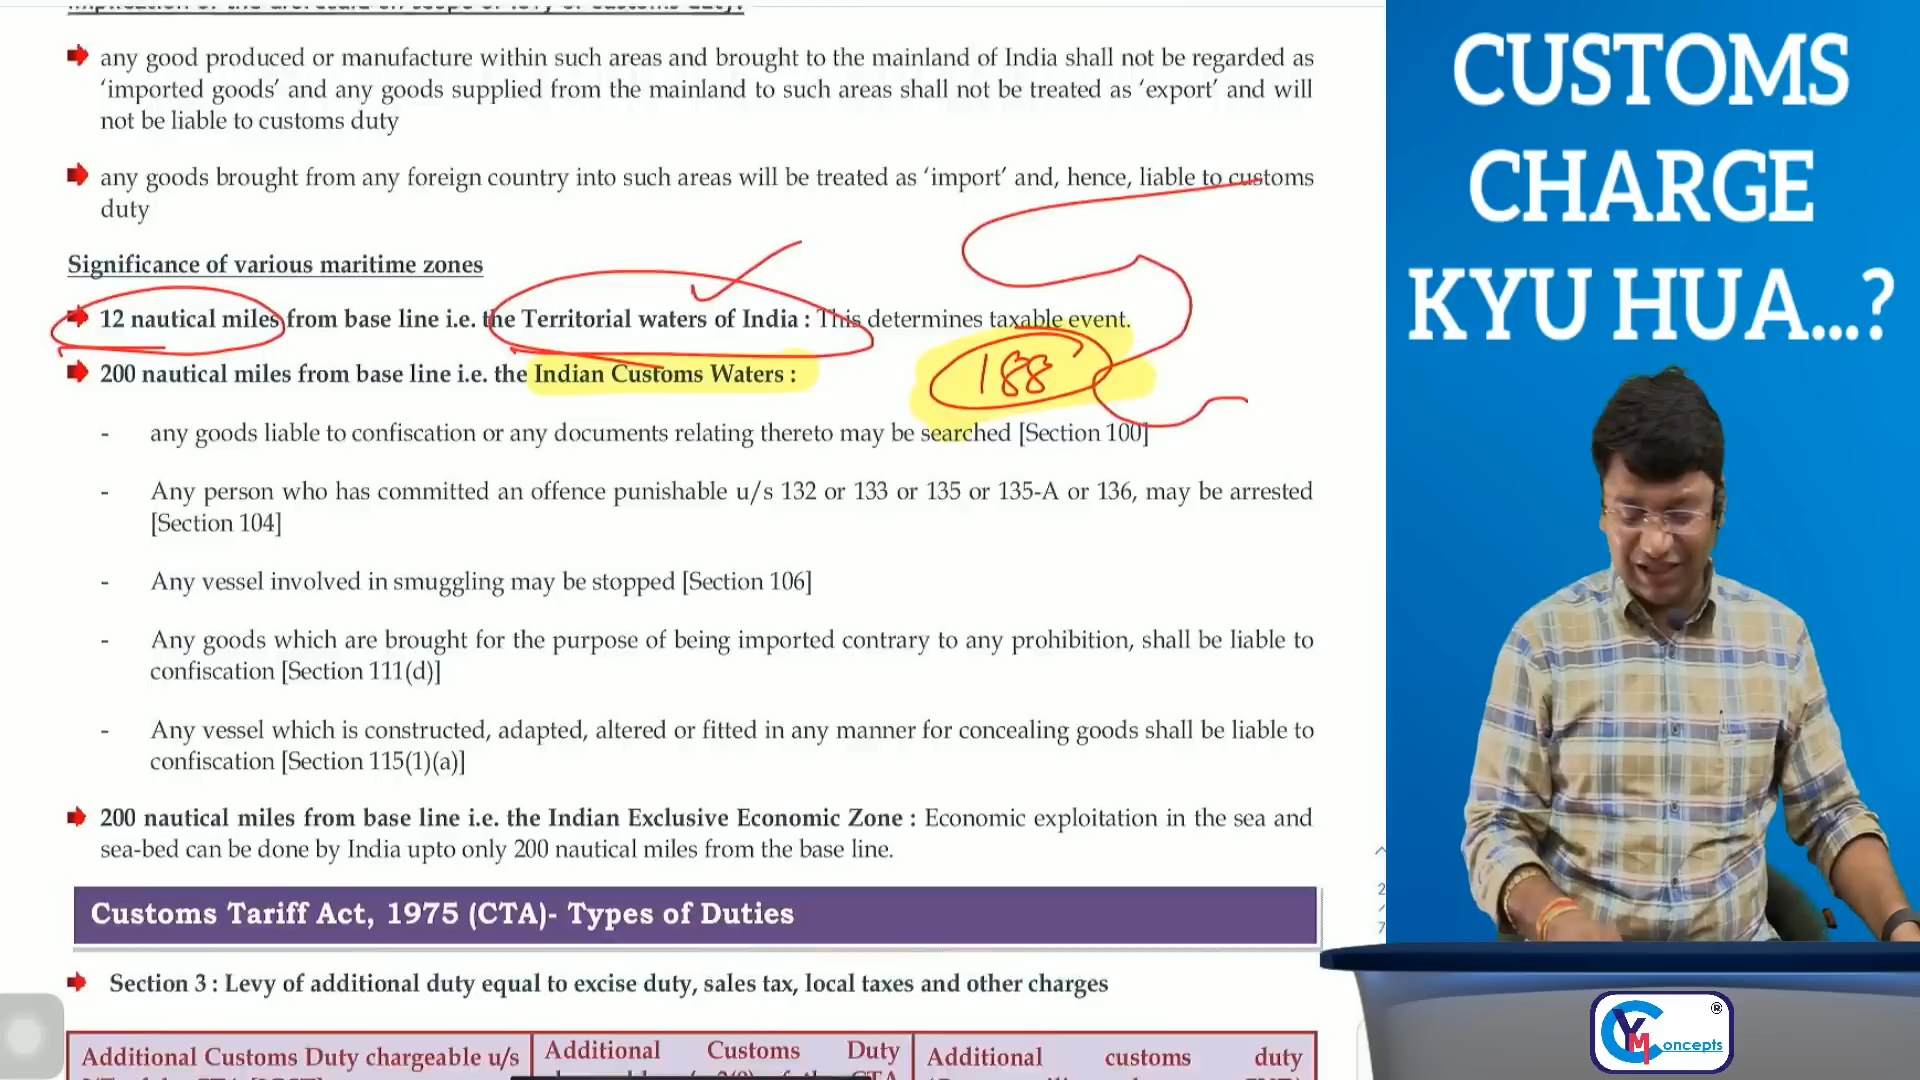 any good produced or manufacture within such areas and brought to the mainland of India shall not be regarded as
‘imported goods’ and any goods supplied from the mainland to such areas shall not be treated as ‘export’ and will
not be liable to customs duty
any goods brought from any foreign country into such areas will be treated as ‘import’ and, hence, liable to customs
duty
Significance of various maritime zones
12 nautical miles from base line i.e. the Territorial waters of India : This determines taxable event.
188
200 nautical miles from base line i.e. the Indian Customs Waters :
- any goods liable to confiscation or any documents relating thereto may be searched [Section 100]
- Any person who has committed an offence punishable u/s 132 or 133 or 135 or 135-A or 136, may be arrested
[Section 104]
- Any vessel involved in smuggling may be stopped [Section 106]
- Any goods which are brought for the purpose of being imported contrary to any prohibition, shall be liable to
confiscation [Section 111(d)]
- Any vessel which is constructed, adapted, altered or fitted in any manner for concealing goods shall be liable to
confiscation [Section 115(1)(a)]
200 nautical miles from base line i.e. the Indian Exclusive Economic Zone : Economic exploitation in the sea and
sea-bed can be done by India upto only 200 nautical miles from the base line.
Customs Tariff Act, 1975 (CTA)- Types of Duties
Section 3 : Levy of additional duty equal to excise duty, sales tax, local taxes and other charges
Additional Customs Duty chargeable u/s
Additional Customs Duty
Additional customs duty
CUSTOMS
CHARGE
KYU HUA...?
YM Concepts ®